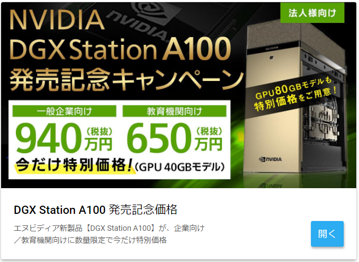 法人様向け
NVIDIA
DGX Station A100
発売記念キャンペーン
GPU80GBモデルも
特別価格をご用意!
一般企業向け
940万円(税抜)
教育機関向け
650万円(税抜)
今だけ特別価格!(GPU 40GBモデル)
NVIDIA
DGX Station A100 発売記念価格
エヌビディア新製品【DGX Station A100】が、企業向け
／教育機関向けに数量限定で今だけ特別価格
開く